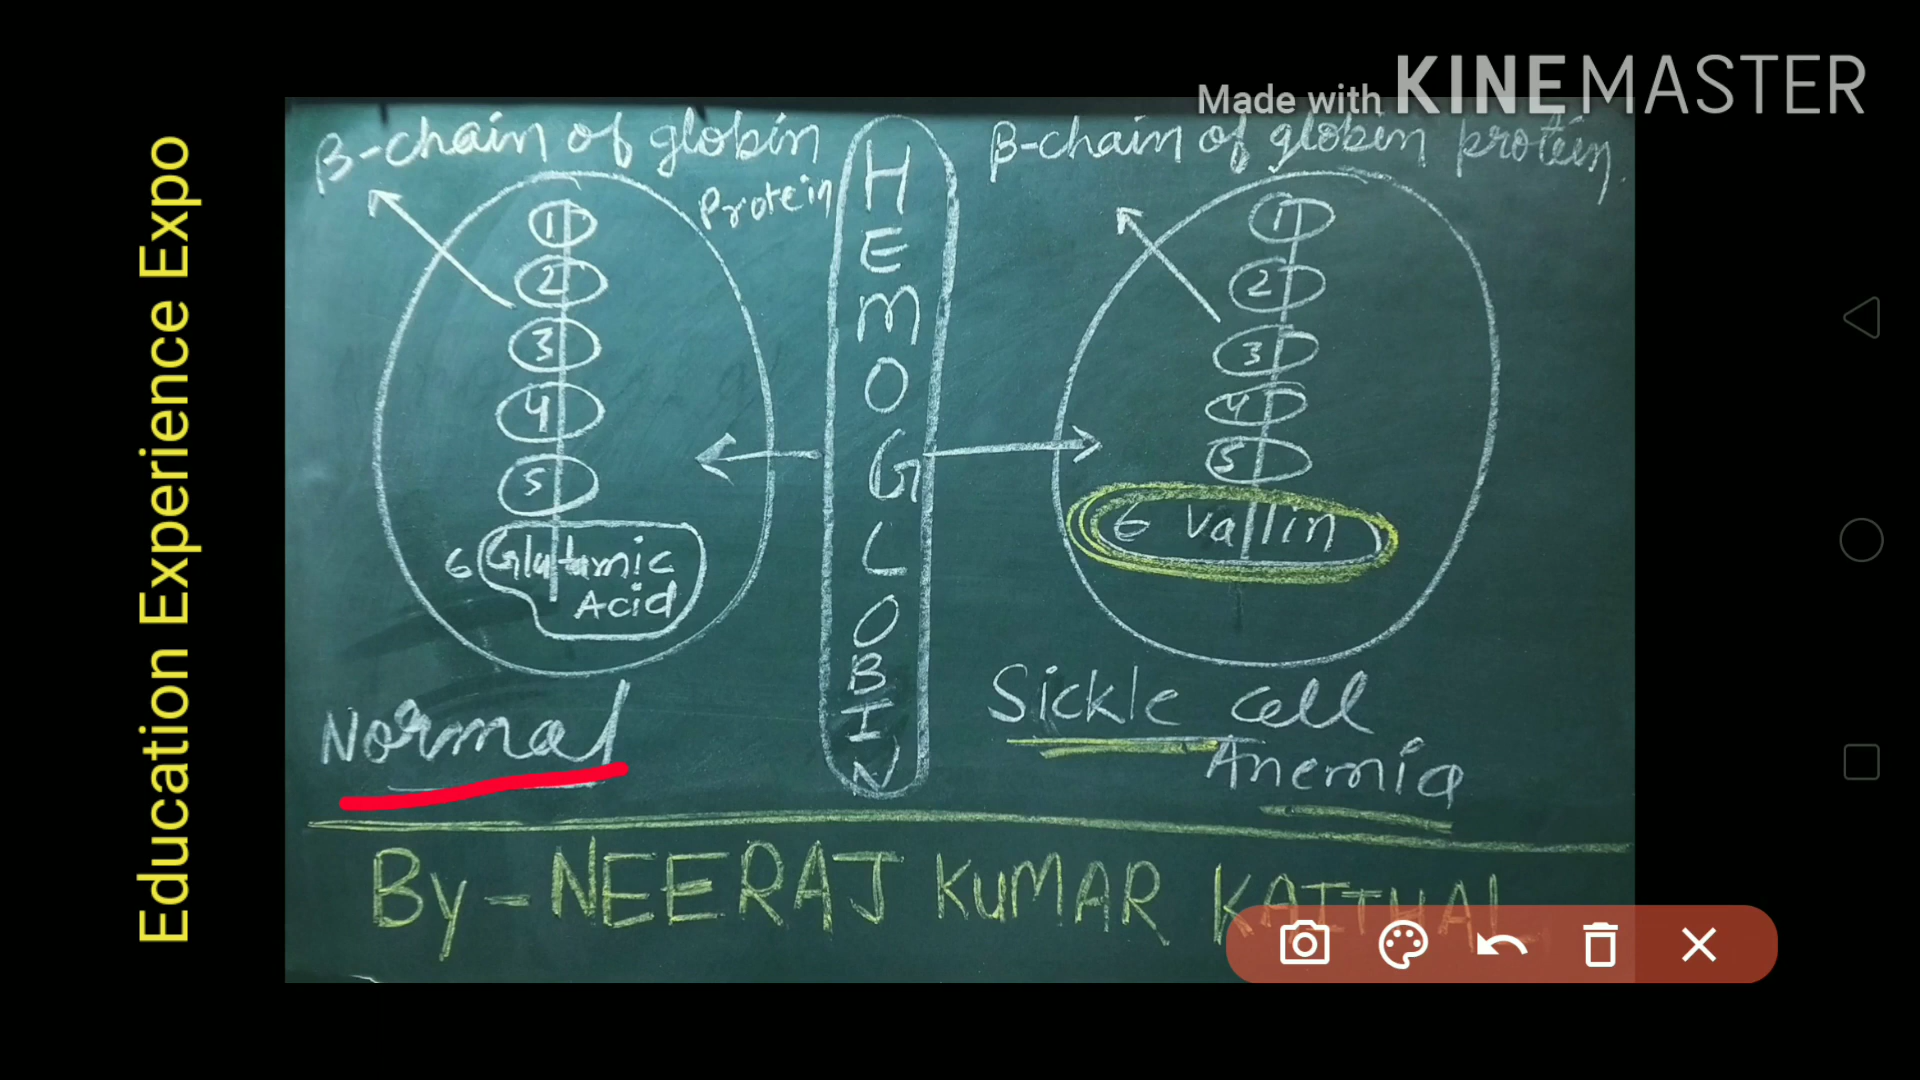 Made with KINEMASTER
Education Experience Expo
β-chain of globin
Protein
1
2
3
4
5
6 Glutamic
Acid
Normal
HEMOGLOBIN
β-chain of globin protein.
1
2
3
4
5
6 Vallin
Sickle cell
Anemia
By-NEERAJ KUMAR KAITHAL